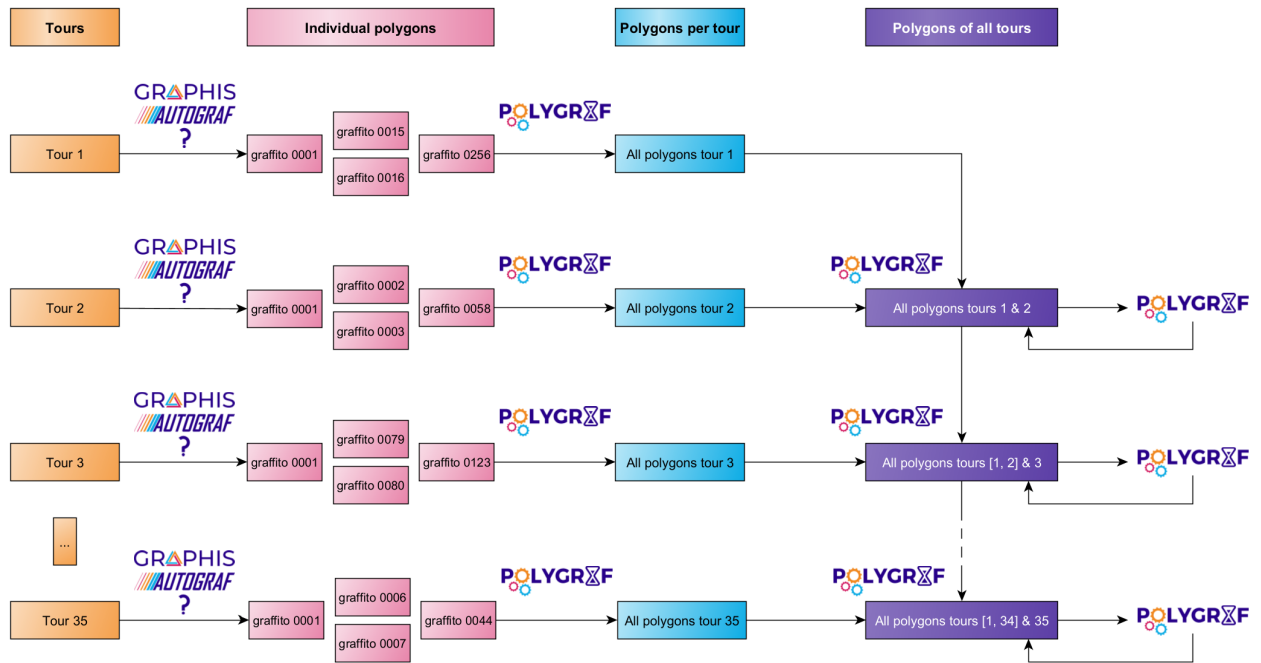 Tours
Individual polygons
Polygons per tour
Polygons of all tours
GRAPHIS
AUTOGRAF
?
POLYGRAF
graffito 0015
Tour 1
graffito 0001
graffito 0256
All polygons tour 1
graffito 0016
GRAPHIS
AUTOGRAF
?
POLYGRAF
POLYGRAF
graffito 0002
Tour 2
graffito 0001
graffito 0058
All polygons tour 2
All polygons tours 1 & 2
POLYGRAF
graffito 0003
GRAPHIS
AUTOGRAF
?
POLYGRAF
POLYGRAF
graffito 0079
Tour 3
graffito 0001
graffito 0123
All polygons tour 3
All polygons tours [1, 2] & 3
POLYGRAF
graffito 0080
...
GRAPHIS
AUTOGRAF
?
POLYGRAF
POLYGRAF
graffito 0006
Tour 35
graffito 0001
graffito 0044
All polygons tour 35
All polygons tours [1, 34] & 35
POLYGRAF
graffito 0007